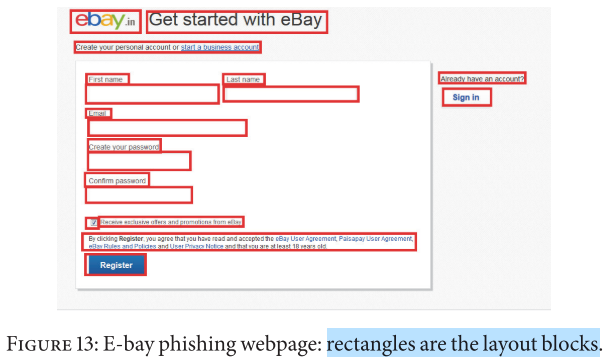 ebay.in Get started with eBay
Create your personal account or start a business account
First name Last name
Already have an account?
Sign in
Email
Create your password
Confirm password
Receive exclusive offers and promotions from eBay
By clicking Register, you agree that you have read and accepted the eBay User Agreement, Paisapay User Agreement,
eBay Rules and Policies and User Privacy Notice and that you are at least 18 years old.
Register
FIGURE 13: E-bay phishing webpage: rectangles are the layout blocks.